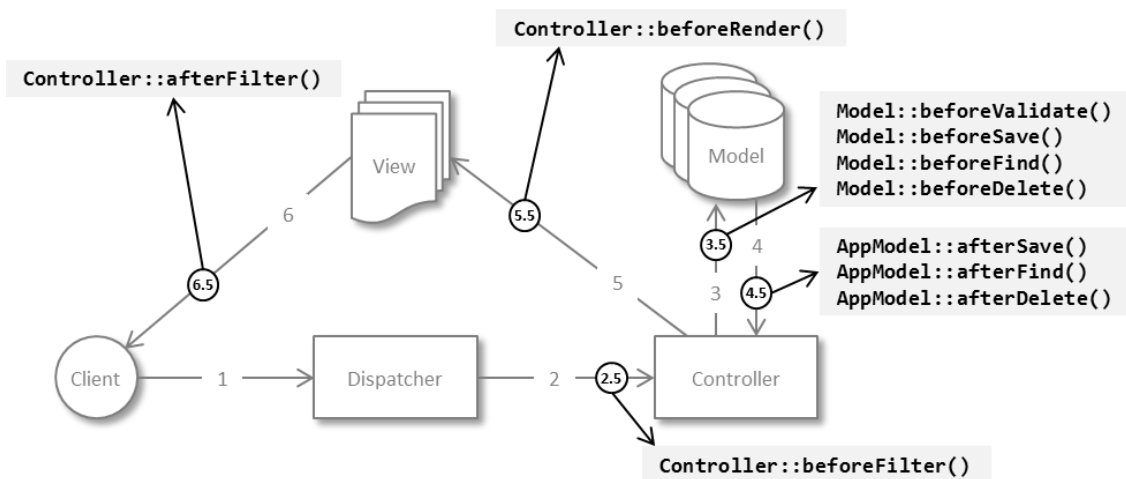 Controller::beforeRender()
Controller::afterFilter()
View
Model
Model::beforeValidate()
Model::beforeSave()
Model::beforeFind()
Model::beforeDelete()
6
5.5
3.5
4
AppModel::afterSave()
AppModel::afterFind()
AppModel::afterDelete()
6.5
5
3
4.5
Client
1
Dispatcher
2
2.5
Controller
Controller::beforeFilter()